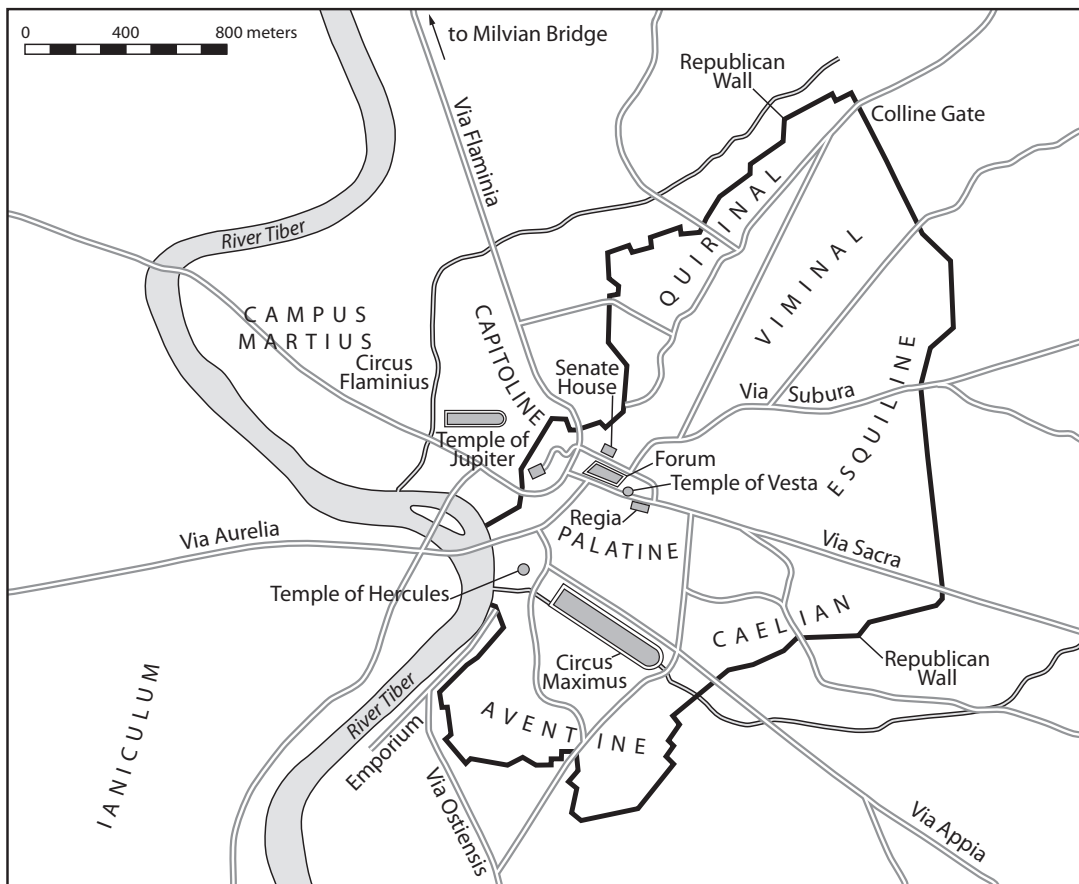 0 400 800 meters
to Milvian Bridge
Republican
Wall
Colline Gate
Via Flaminia
River Tiber
QUIRINAL
VIMINAL
CAMPUS
MARTIUS
CAPITOLINE
Circus
Flaminius
Senate
House
Via Subura
ESQUILINE
Temple of
Jupiter
Forum
Temple of Vesta
Regia
Via Aurelia
PALATINE
Via Sacra
Temple of Hercules
CAELIAN
Circus
Maximus
Republican
Wall
River Tiber
AVENTINE
Emporium
IANICULUM
Via Ostiensis
Via Appia